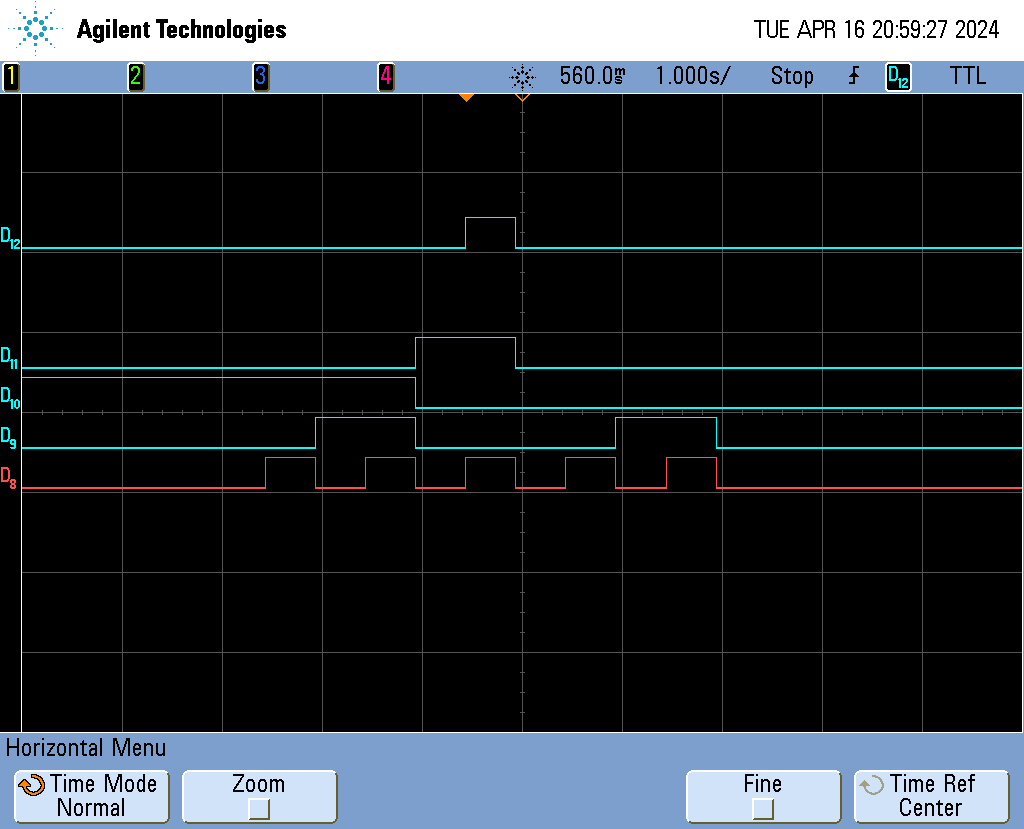 Agilent Technologies TUE APR 16 20:59:27 2024
1 2 3 4 560.0ms 1.000s/ Stop D12 TTL
D12
D11
D10
D9
D8
Horizontal Menu
Time Mode Zoom Fine Time Ref
Normal Center